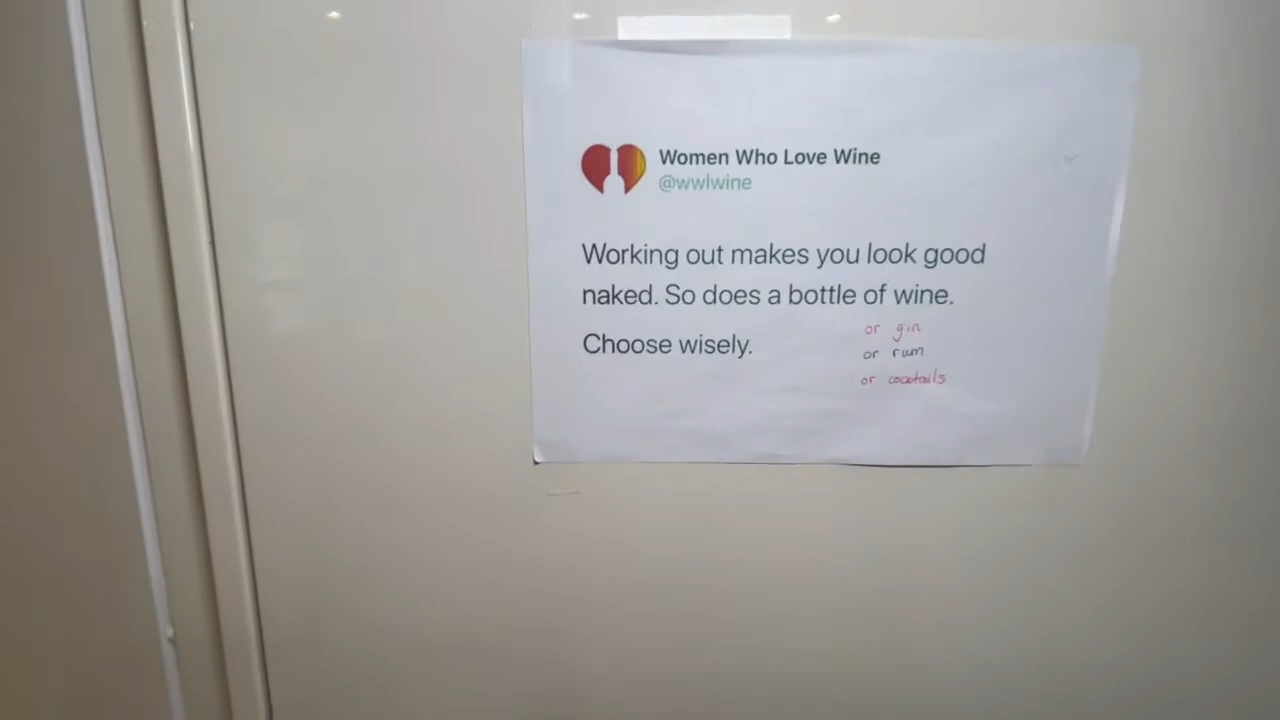 Women Who Love Wine
@wwlwine
Working out makes you look good
naked. So does a bottle of wine.
or gin
Choose wisely.
or rum
or cocktails